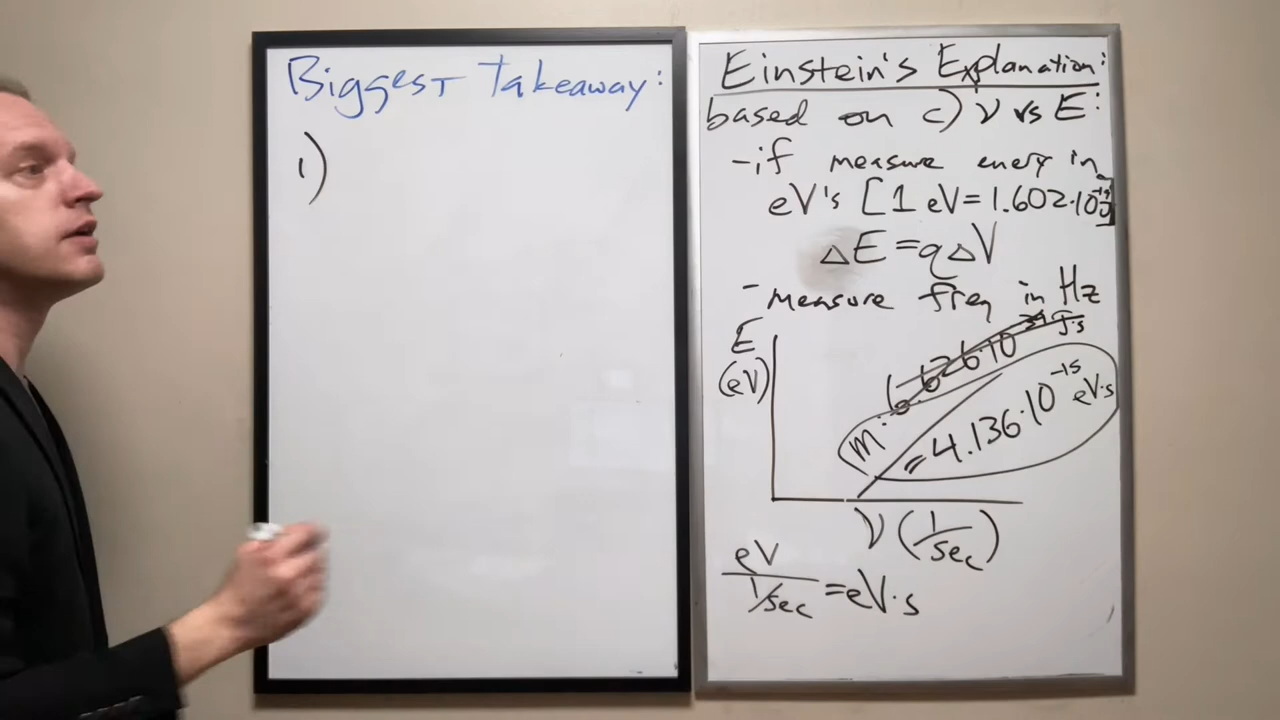 Biggest Takeaway:
1)
Einstein's Explanation:
based on c) ν vs E:
-if measure enery in
eV's [1 eV = 1.602·10⁻¹⁹J]
ΔE = qΔV
- measure freq in Hz
E
(eV)
6.626·10⁻³⁴ J·s
m:
= 4.136·10⁻¹⁵ eV·s
ν (1/sec)
eV/(1/sec) = eV·s